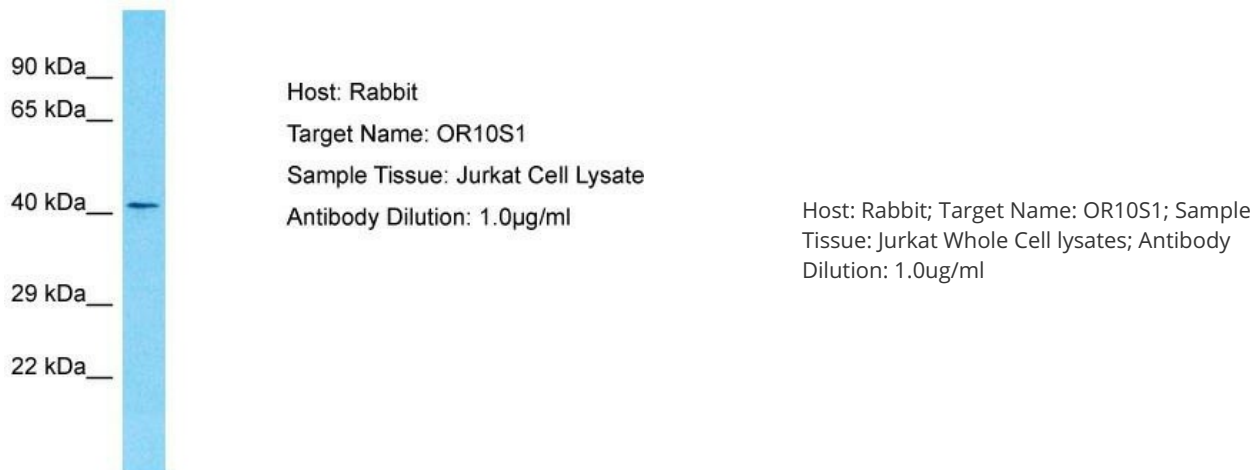 90 kDa__
65 kDa__
40 kDa__
29 kDa__
22 kDa__
Host: Rabbit
Target Name: OR10S1
Sample Tissue: Jurkat Cell Lysate
Antibody Dilution: 1.0µg/ml
Host: Rabbit; Target Name: OR10S1; Sample
Tissue: Jurkat Whole Cell lysates; Antibody
Dilution: 1.0ug/ml